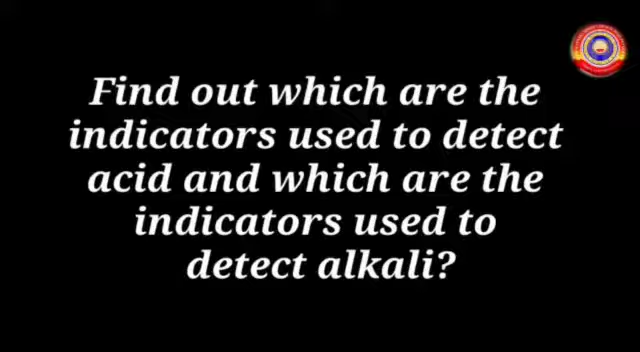 Find out which are the
indicators used to detect
acid and which are the
indicators used to
detect alkali?